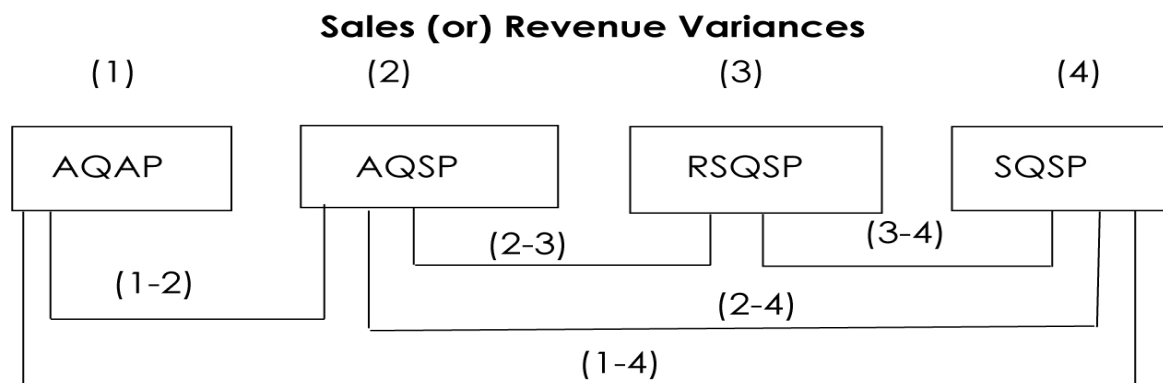 Sales (or) Revenue Variances
(1) (2) (3) (4)
AQAP AQSP RSQSP SQSP
(2-3) (3-4)
(1-2)
(2-4)
(1-4)